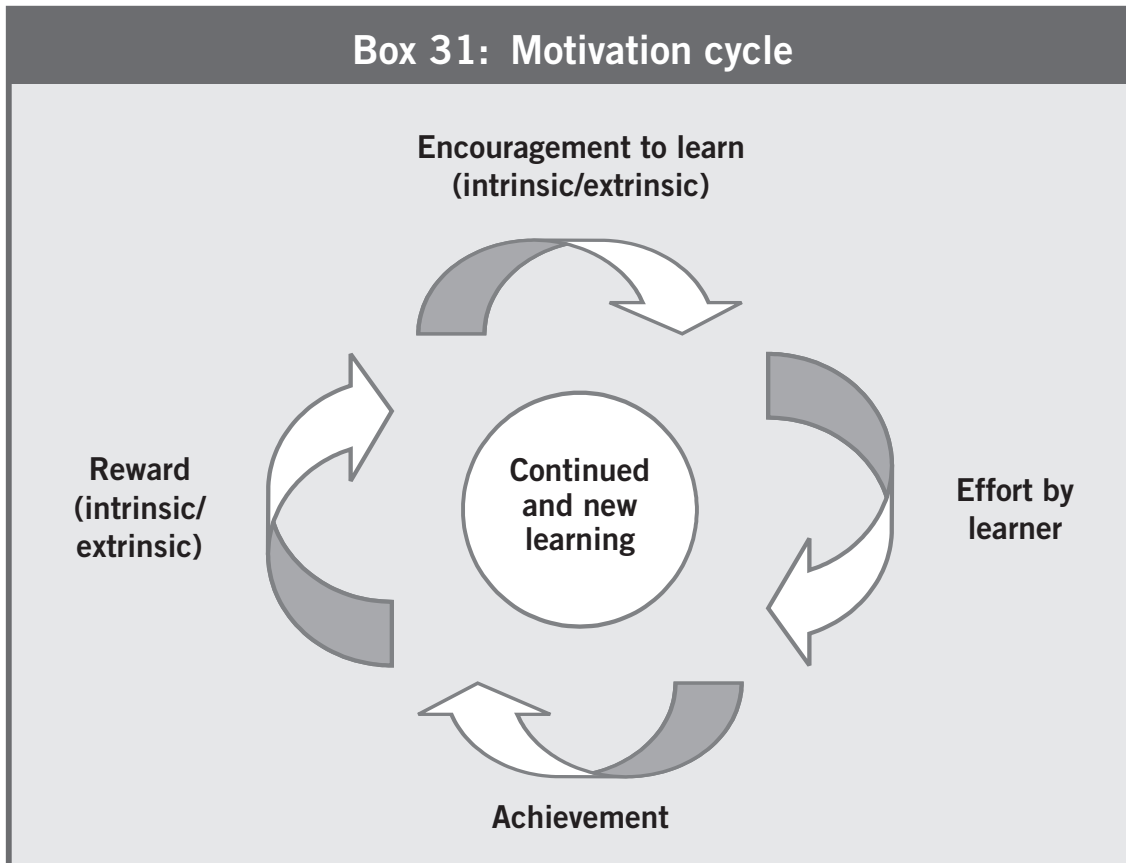 Box 31: Motivation cycle
Encouragement to learn
(intrinsic/extrinsic)
Reward
(intrinsic/
extrinsic)
Continued
and new
learning
Effort by
learner
Achievement